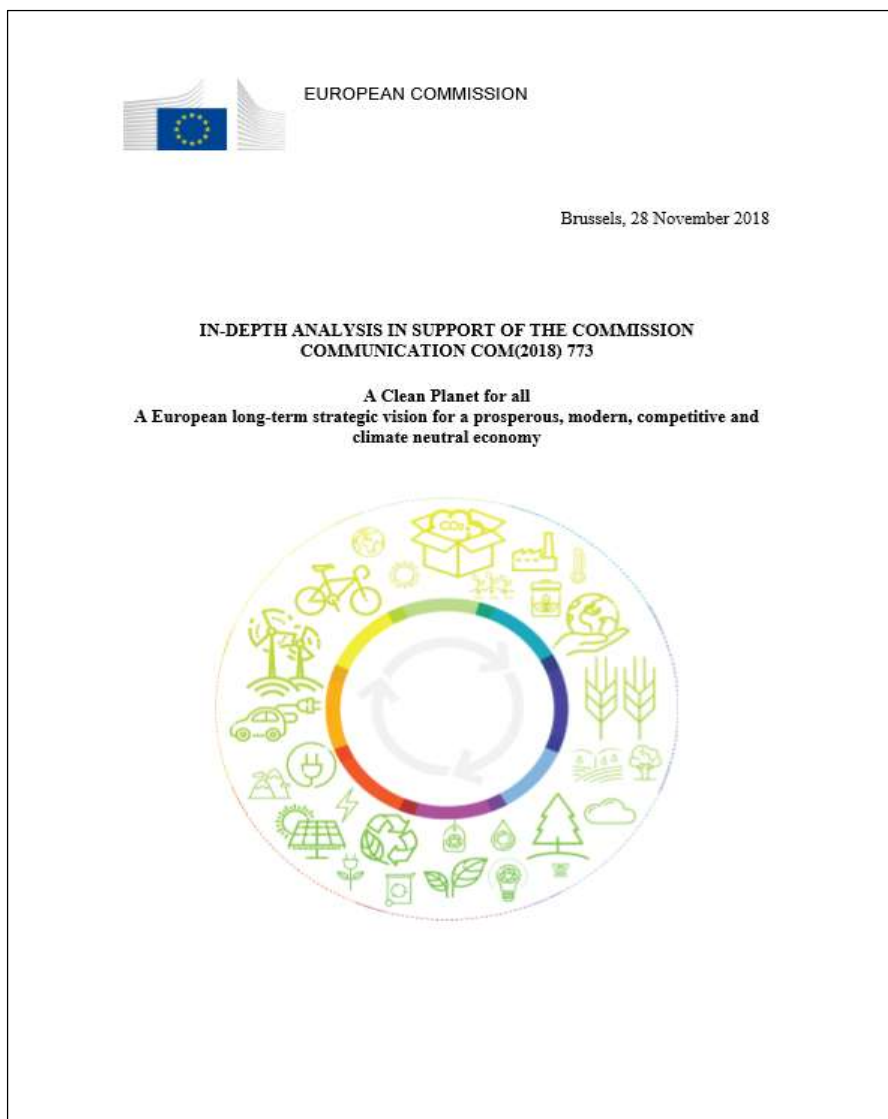 EUROPEAN COMMISSION
Brussels, 28 November 2018
IN-DEPTH ANALYSIS IN SUPPORT OF THE COMMISSION
COMMUNICATION COM(2018) 773
A Clean Planet for all
A European long-term strategic vision for a prosperous, modern, competitive and
climate neutral economy
CO2